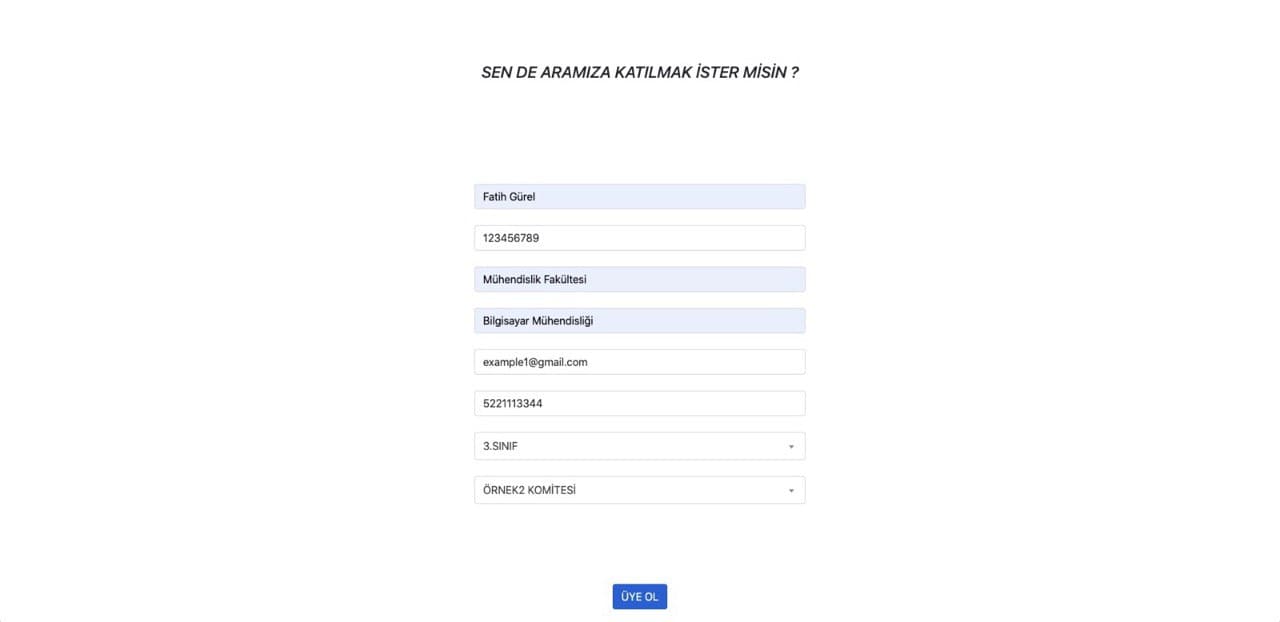 SEN DE ARAMIZA KATILMAK İSTER MİSİN ?
Fatih Gürel
123456789
Mühendislik Fakültesi
Bilgisayar Mühendisliği
example1@gmail.com
5221113344
3.SINIF
ÖRNEK2 KOMİTESİ
ÜYE OL